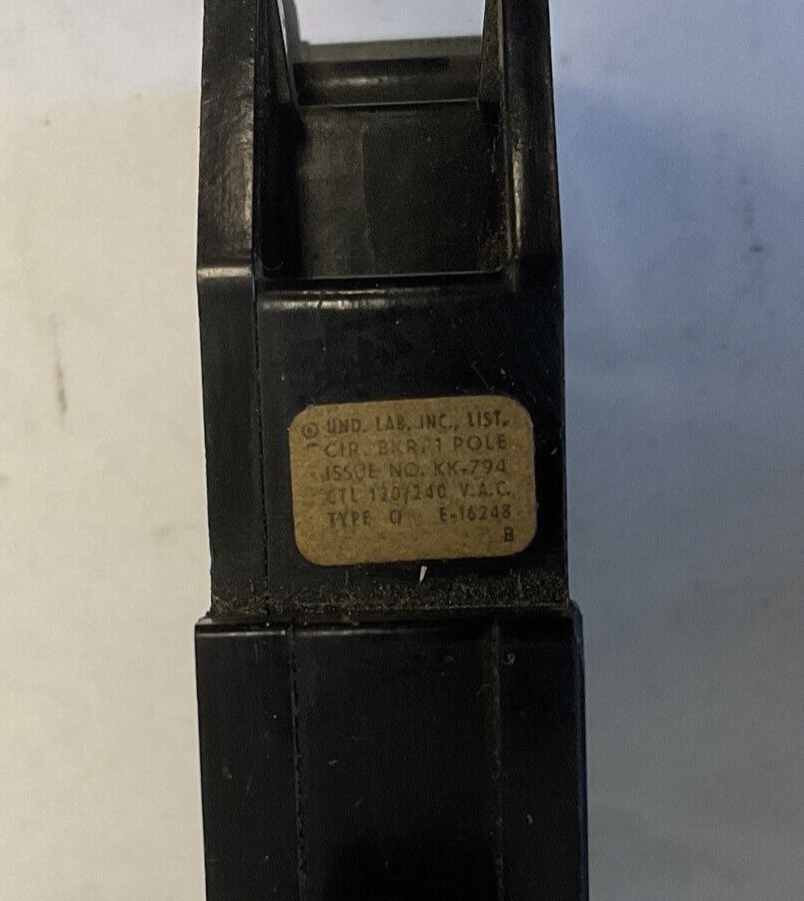 ® UND. LAB. INC., LIST.
CIR. BKR. 1 POLE
ISSUE NO. KK-794
CTL 120/240 V.A.C.
TYPE Q E-16248
B